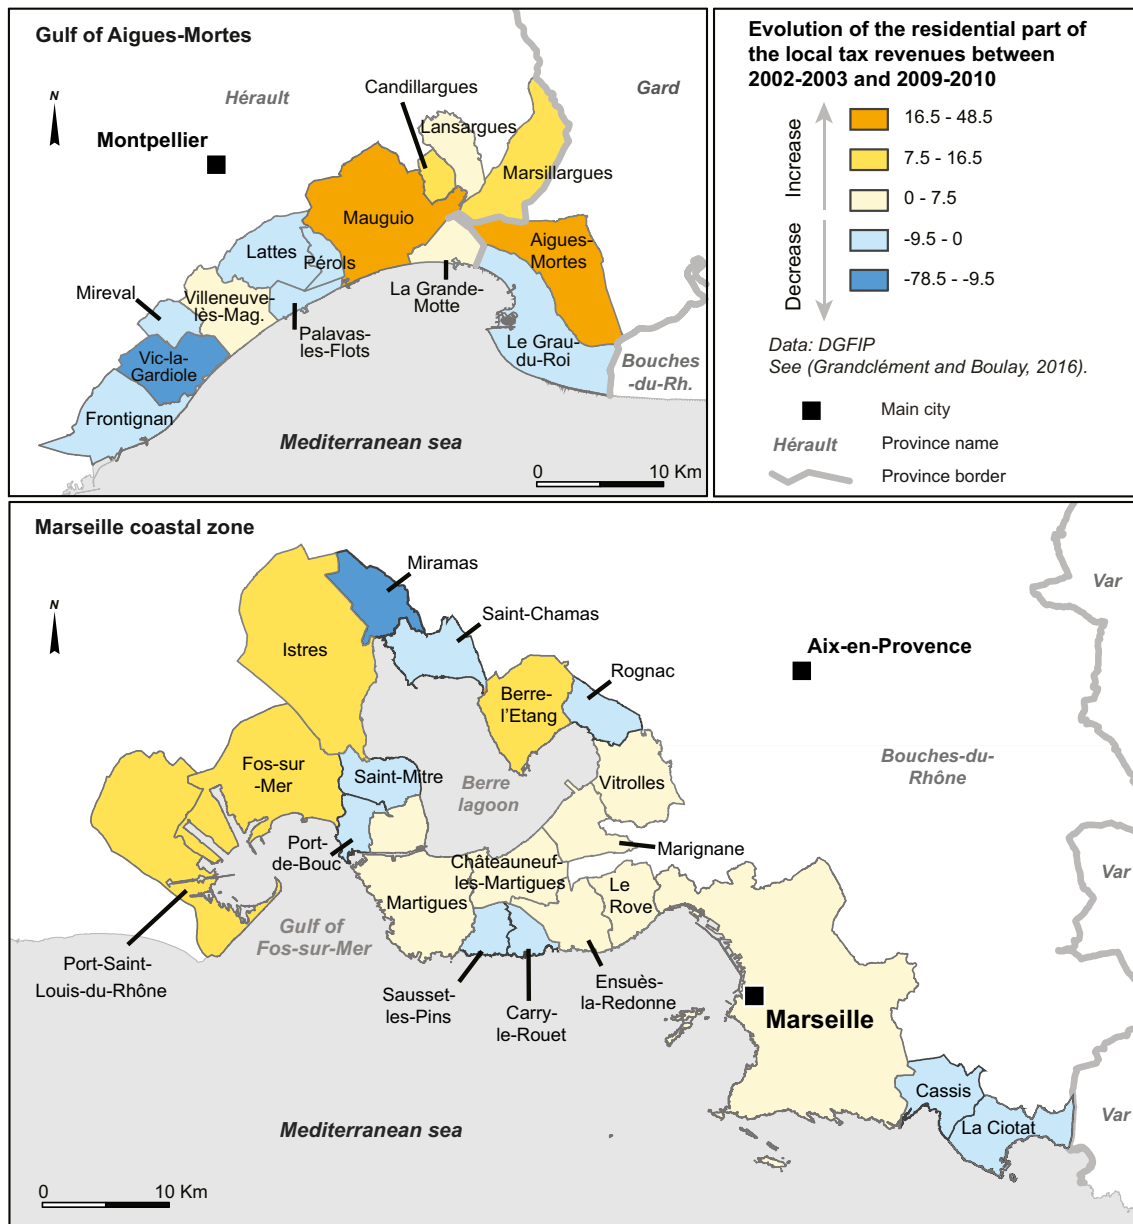 Gulf of Aigues-Mortes
N
Hérault
Gard
Montpellier
Candillargues
Lansargues
Marsillargues
Mauguio
Aigues-
Mortes
Lattes
Pérols
La Grande-
Motte
Mireval
Villeneuve-
lès-Mag.
Palavas-
les-Flots
Le Grau-
du-Roi
Bouches
-du-Rh.
Vic-la-
Gardiole
Frontignan
Mediterranean sea
0 10 Km
Evolution of the residential part of
the local tax revenues between
2002-2003 and 2009-2010
Increase
16.5 - 48.5
7.5 - 16.5
0 - 7.5
Decrease
-9.5 - 0
-78.5 - -9.5
Data: DGFIP
See (Grandclément and Boulay, 2016).
Main city
Hérault Province name
Province border
Marseille coastal zone
N
Miramas
Saint-Chamas
Istres
Rognac
Aix-en-Provence
Var
Berre-
l'Etang
Fos-sur
-Mer
Saint-Mitre
Berre
lagoon
Vitrolles
Bouches-du-
Rhône
Port-
de-Bouc
Marignane
Châteauneuf-
les-Martigues
Martigues
Le
Rove
Var
Gulf of
Fos-sur-Mer
Port-Saint-
Louis-du-Rhône
Sausset-
les-Pins
Carry-
le-Rouet
Ensuès-
la-Redonne
Marseille
Cassis
La Ciotat
Var
Mediterranean sea
0 10 Km